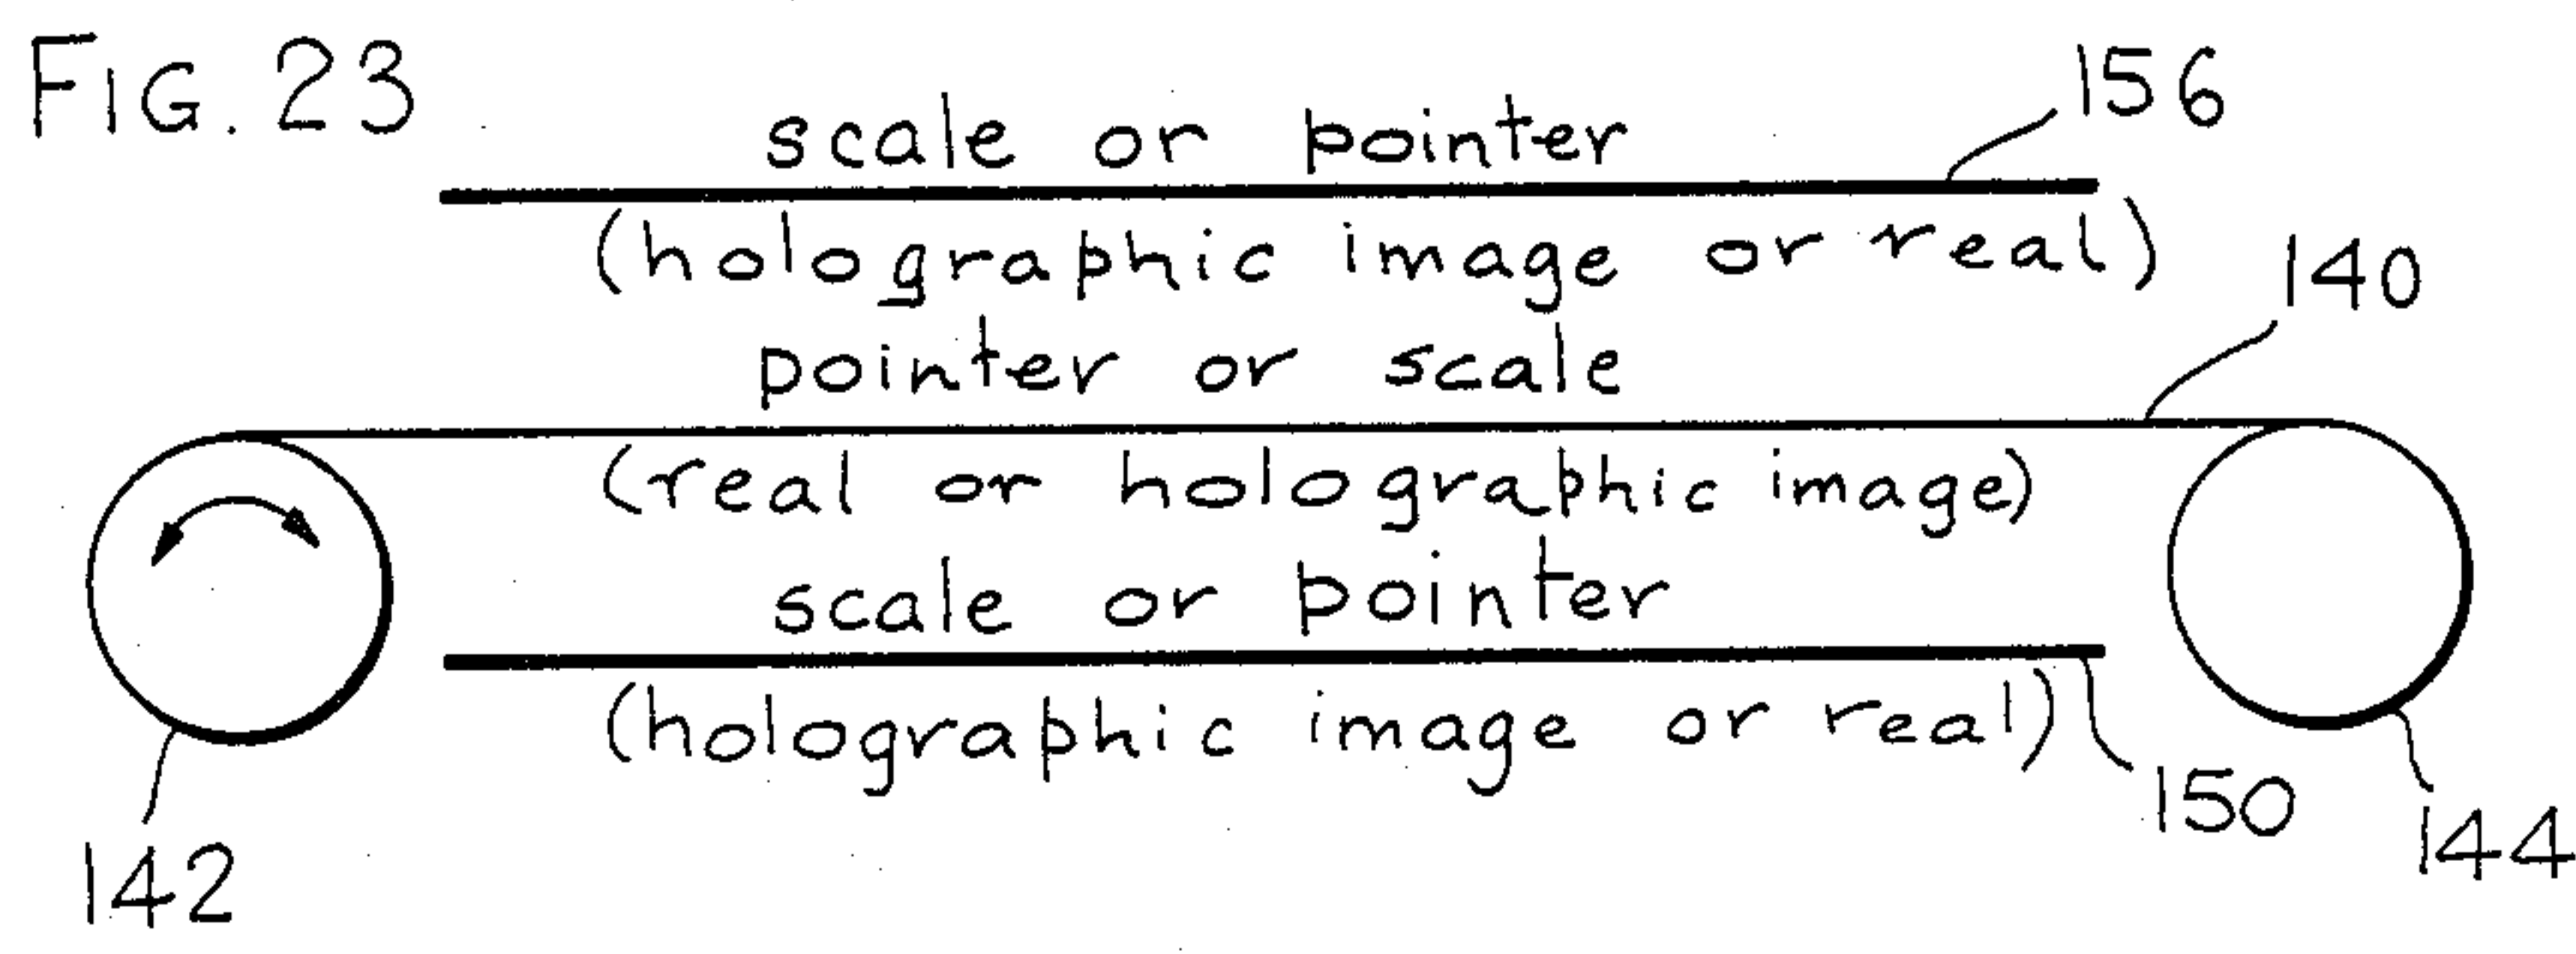 FIG. 23
156
scale or pointer
(holographic image or real)
140
pointer or scale
(real or holographic image)
scale or pointer
(holographic image or real)
150
144
142